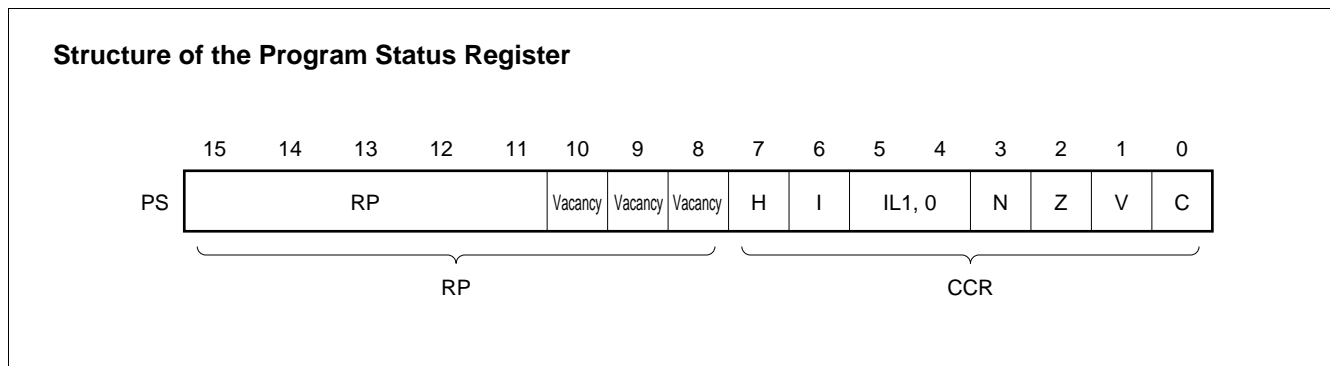 Structure of the Program Status Register
15 14 13 12 11 10 9 8 7 6 5 4 3 2 1 0
PS RP Vacancy Vacancy Vacancy H I IL1, 0 N Z V C
RP CCR